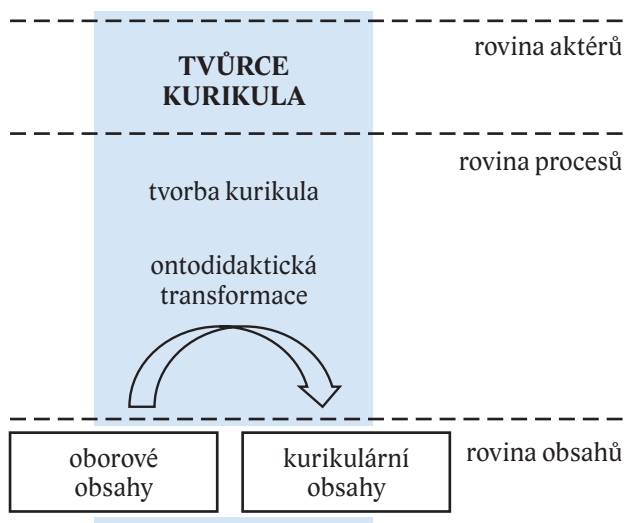 rovina aktérů
TVŮRCE
KURIKULA
rovina procesů
tvorba kurikula
ontodidaktická
transformace
oborové
obsahy
kurikulární
obsahy
rovina obsahů